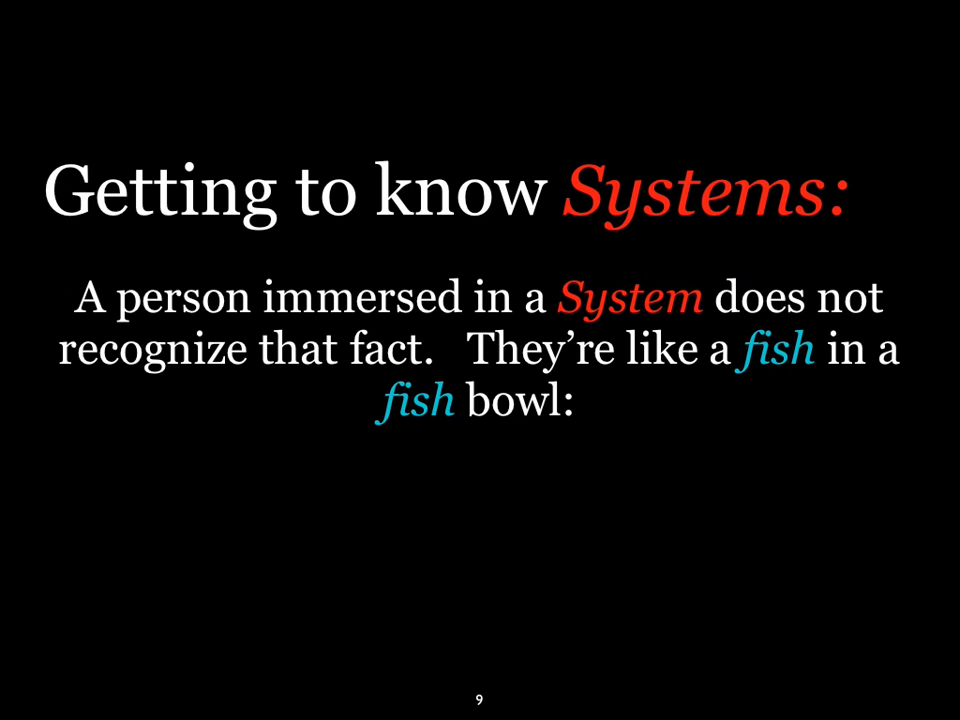 Getting to know Systems:
A person immersed in a System does not
recognize that fact.   They’re like a fish in a
fish bowl:
9